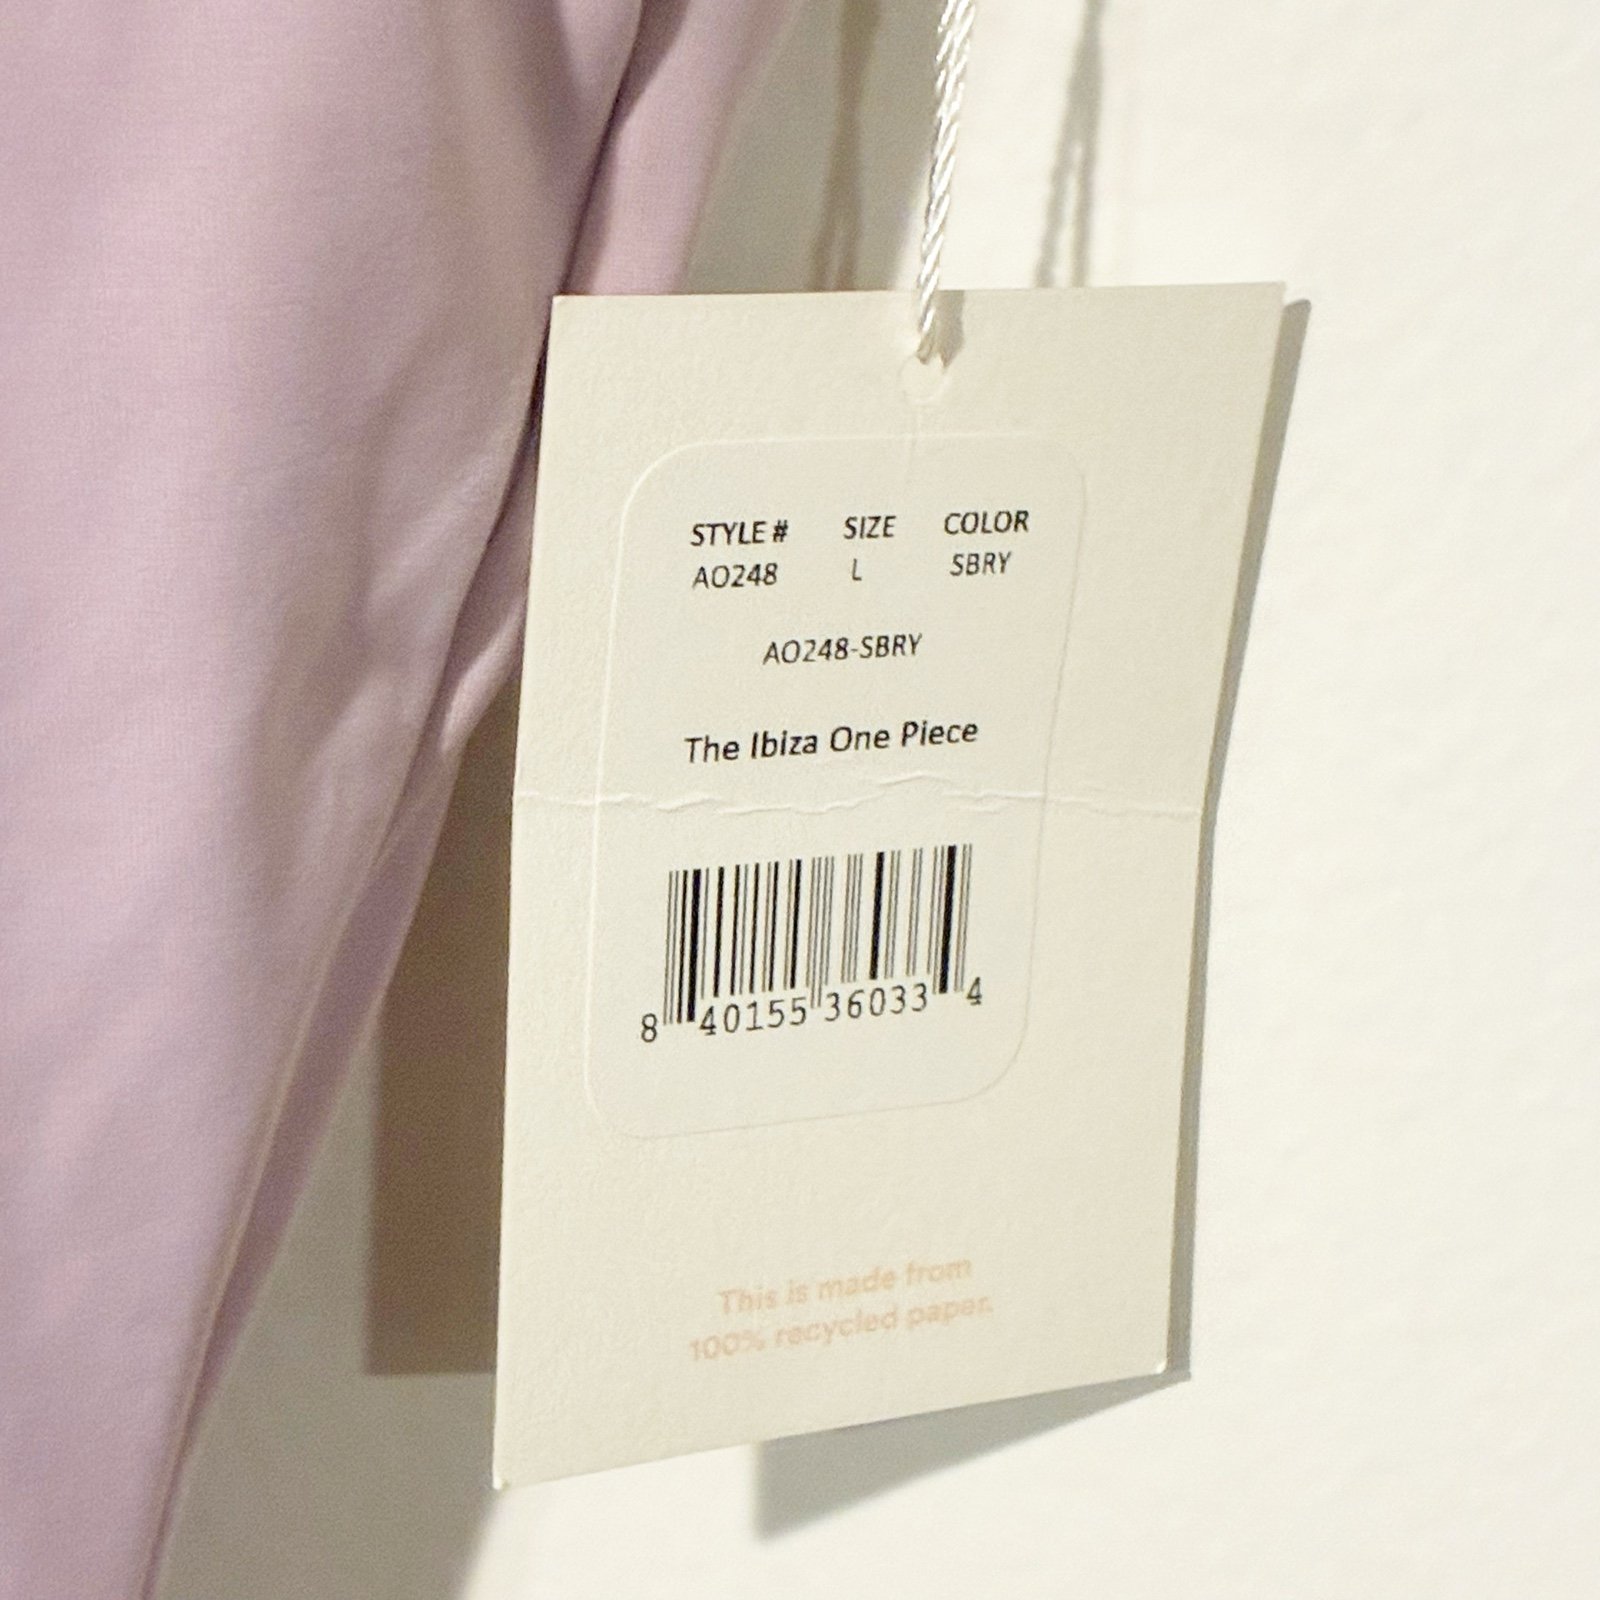 STYLE # SIZE COLOR
AO248 L SBRY
AO248-SBRY
The Ibiza One Piece
8 40155 36033 4
This is made from
100% recycled paper.